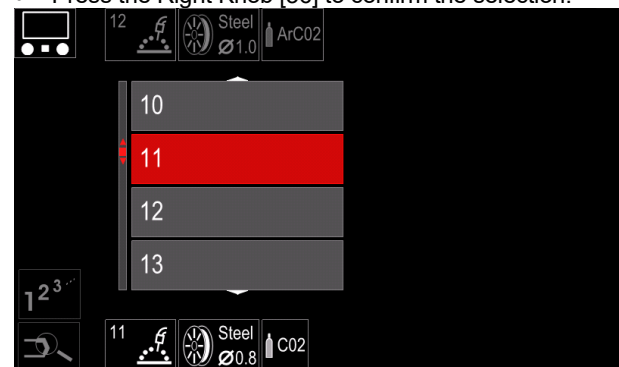 Press the Right Knob [36] to confirm the selection.
12 Steel Ø1.0 ArC02
10
11
12
13
123
11 Steel Ø0.8 C02